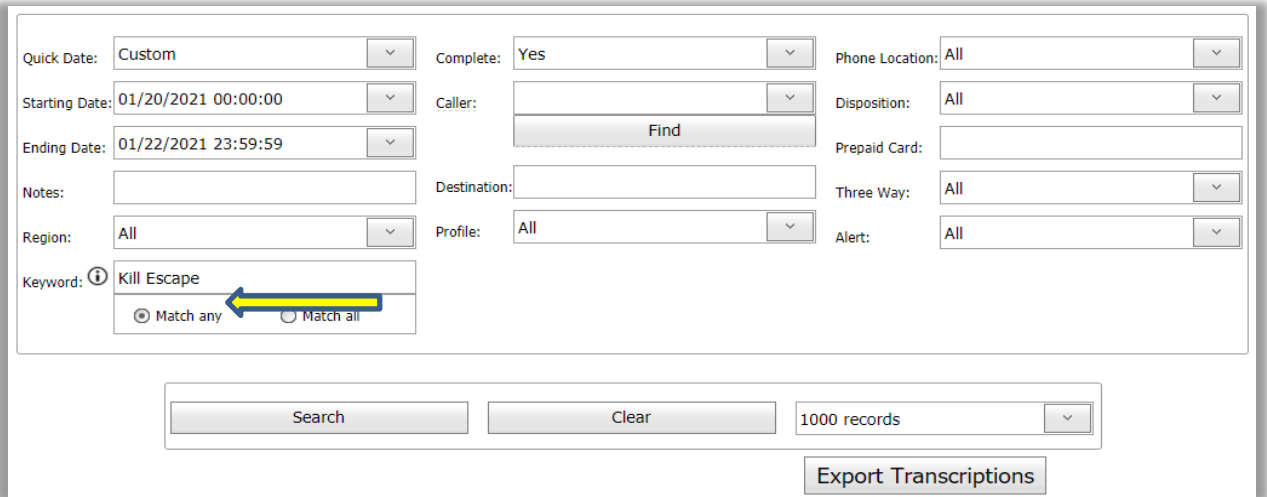 Quick Date: Custom Complete: Yes Phone Location: All
Starting Date: 01/20/2021 00:00:00 Caller: Disposition: All
Find
Ending Date: 01/22/2021 23:59:59 Prepaid Card:
Notes: Destination: Three Way: All
Region: All Profile: All Alert: All
Keyword: Kill Escape
Match any Match all
Search Clear 1000 records
Export Transcriptions